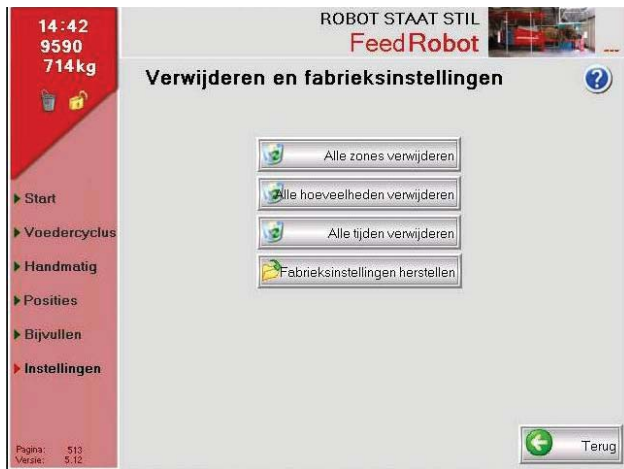 14:42
9590
714kg
ROBOT STAAT STIL
FeedRobot
...
Verwijderen en fabrieksinstellingen
?
Alle zones verwijderen
Alle hoeveelheden verwijderen
Alle tijden verwijderen
Fabrieksinstellingen herstellen
Start
Voedercyclus
Handmatig
Posities
Bijvullen
Instellingen
Pagina: 513
Versie: 5.12
Terug